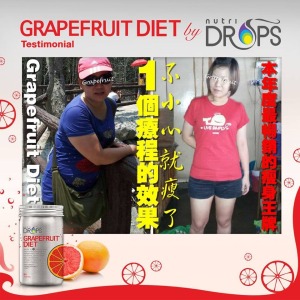 GRAPEFRUIT DIET by
nutri
DROPS
Testimonial
Grapefruit Diet
Grapefruit
1個療程的效果
不小心就瘦了
DROPS
GRAPEFRUIT
DIET